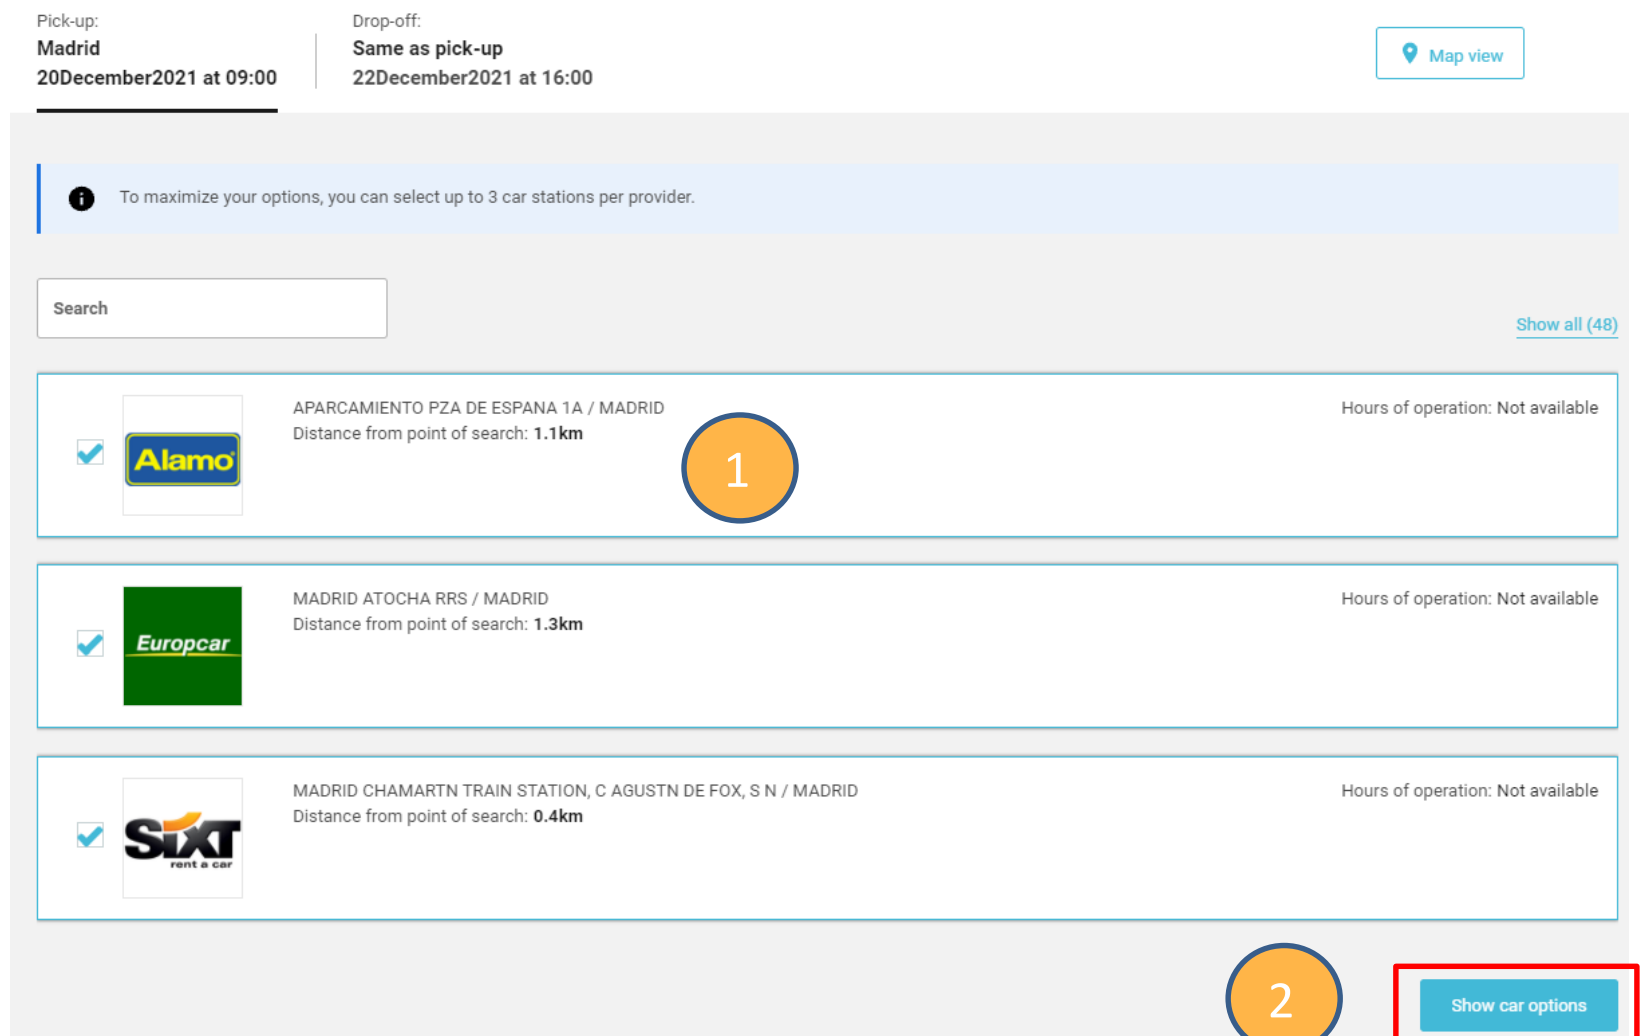 Pick-up:
Madrid
20December2021 at 09:00
Drop-off:
Same as pick-up
22December2021 at 16:00
Map view
To maximize your options, you can select up to 3 car stations per provider.
Search
Show all (48)
Alamo
APARCAMIENTO PZA DE ESPANA 1A / MADRID
Distance from point of search: 1.1km
1
Hours of operation: Not available
Europcar
MADRID ATOCHA RRS / MADRID
Distance from point of search: 1.3km
Hours of operation: Not available
SIXT
rent a car
MADRID CHAMARTN TRAIN STATION, C AGUSTN DE FOX, S N / MADRID
Distance from point of search: 0.4km
Hours of operation: Not available
2
Show car options